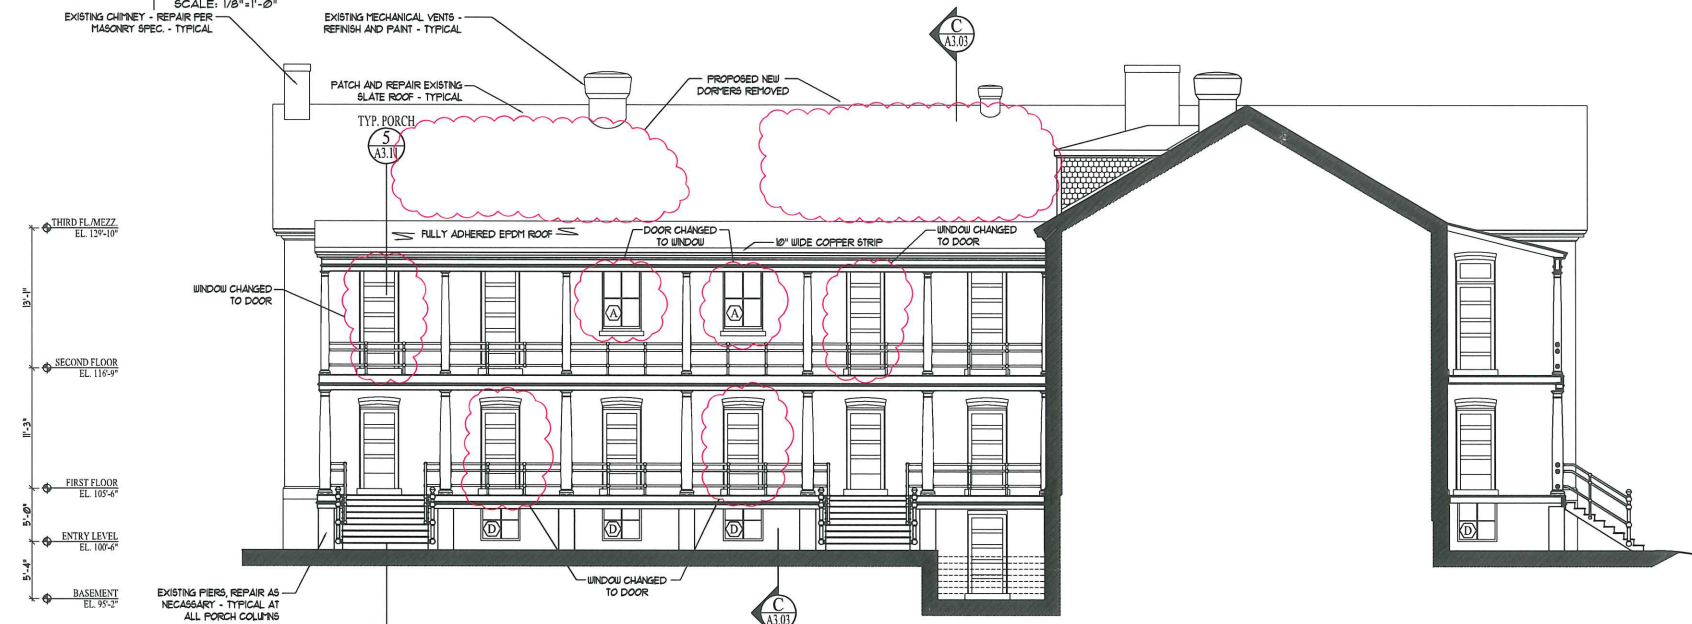 SCALE: 1/8"=1'-0"
EXISTING CHIMNEY - REPAIR PER
MASONRY SPEC. - TYPICAL
EXISTING MECHANICAL VENTS -
REFINISH AND PAINT - TYPICAL
C
A3.03
PATCH AND REPAIR EXISTING
SLATE ROOF - TYPICAL
PROPOSED NEW
DORMERS REMOVED
TYP. PORCH
5
A3.11
THIRD FL./MEZZ.
EL. 129'-10"
FULLY ADHERED EPDM ROOF
DOOR CHANGED
TO WINDOW
10" WIDE COPPER STRIP
WINDOW CHANGED
TO DOOR
13'-1"
WINDOW CHANGED
TO DOOR
A
A
SECOND FLOOR
EL. 116'-9"
11'-3"
FIRST FLOOR
EL. 105'-6"
5'-0"
D
D
D
D
ENTRY LEVEL
EL. 100'-6"
5'-4"
WINDOW CHANGED
TO DOOR
BASEMENT
EL. 95'-2"
EXISTING PIERS, REPAIR AS
NECASSARY - TYPICAL AT
ALL PORCH COLUMNS
C
A3.03